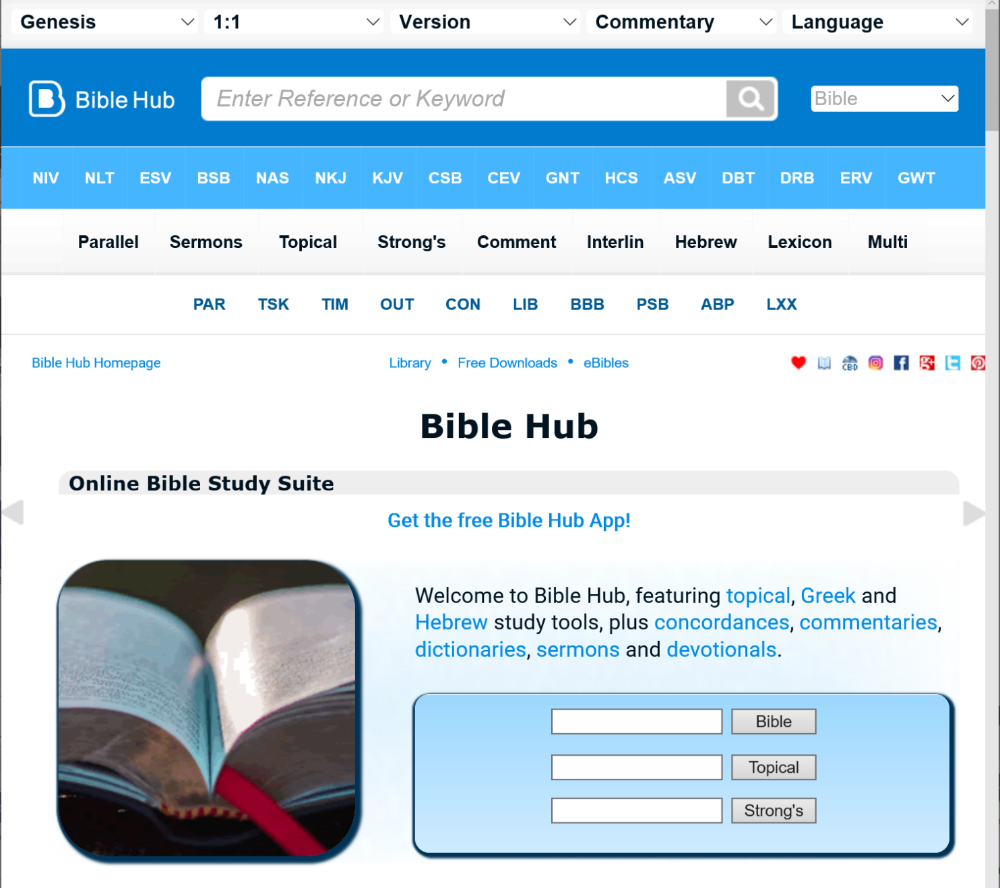 Genesis 1:1 Version Commentary Language
Bible Hub Enter Reference or Keyword Bible
NIV NLT ESV BSB NAS NKJ KJV CSB CEV GNT HCS ASV DBT DRB ERV GWT
Parallel Sermons Topical Strong's Comment Interlin Hebrew Lexicon Multi
PAR TSK TIM OUT CON LIB BBB PSB ABP LXX
Bible Hub Homepage Library • Free Downloads • eBibles CBD
Bible Hub
Online Bible Study Suite
Get the free Bible Hub App!
Welcome to Bible Hub, featuring topical, Greek and
Hebrew study tools, plus concordances, commentaries,
dictionaries, sermons and devotionals.
Bible
Topical
Strong's